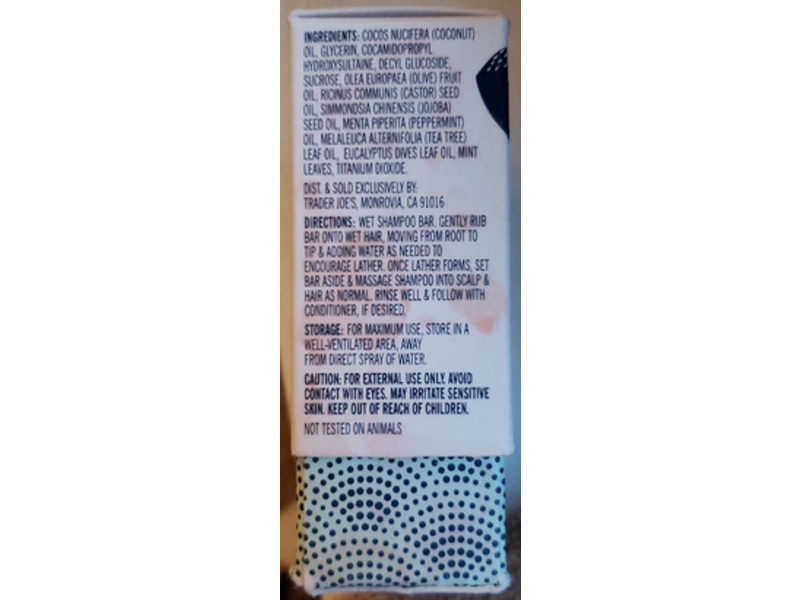 INGREDIENTS: COCOS NUCIFERA (COCONUT)
OIL, GLYCERIN, COCAMIDOPROPYL
HYDROXYSULTAINE, DECYL GLUCOSIDE,
SUCROSE, OLEA EUROPAEA (OLIVE) FRUIT
OIL, RICINUS COMMUNIS (CASTOR) SEED
OIL, SIMMONDSIA CHINENSIS (JOJOBA)
SEED OIL, MENTA PIPERITA (PEPPERMINT)
OIL, MELALEUCA ALTERNIFOLIA (TEA TREE)
LEAF OIL, EUCALYPTUS DIVES LEAF OIL, MINT
LEAVES, TITANIUM DIOXIDE.
DIST. & SOLD EXCLUSIVELY BY:
TRADER JOE'S, MONROVIA, CA 91016
DIRECTIONS: WET SHAMPOO BAR. GENTLY RUB
BAR ONTO WET HAIR, MOVING FROM ROOT TO
TIP & ADDING WATER AS NEEDED TO
ENCOURAGE LATHER. ONCE LATHER FORMS, SET
BAR ASIDE & MASSAGE SHAMPOO INTO SCALP &
HAIR AS NORMAL. RINSE WELL & FOLLOW WITH
CONDITIONER, IF DESIRED.
STORAGE: FOR MAXIMUM USE, STORE IN A
WELL-VENTILATED AREA, AWAY
FROM DIRECT SPRAY OF WATER.
CAUTION: FOR EXTERNAL USE ONLY. AVOID
CONTACT WITH EYES. MAY IRRITATE SENSITIVE
SKIN. KEEP OUT OF REACH OF CHILDREN.
NOT TESTED ON ANIMALS